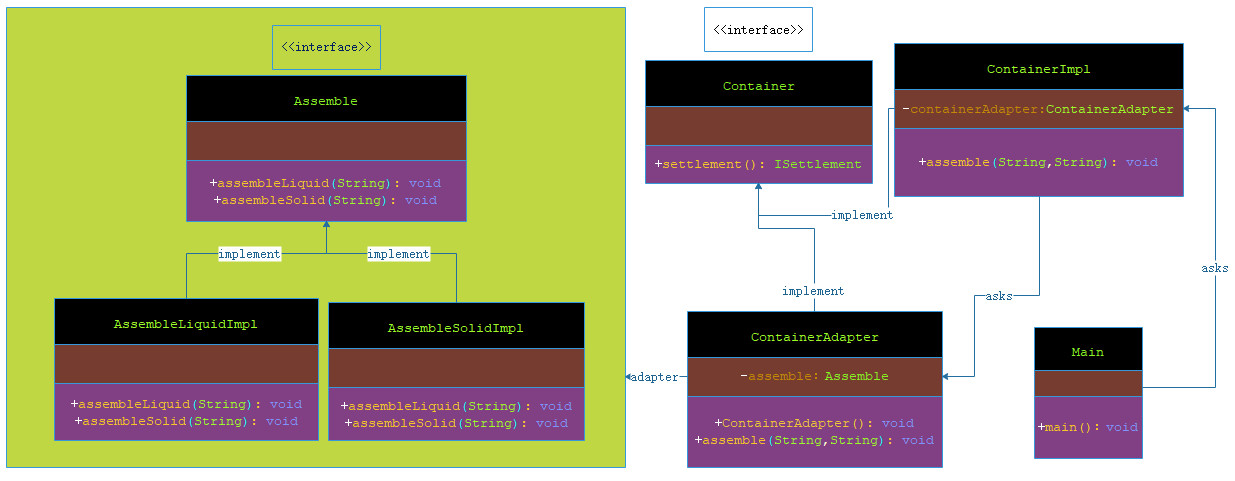 <<interface>>
Assemble
+assembleLiquid(String): void
+assembleSolid(String): void
implement
implement
AssembleLiquidImpl
+assembleLiquid(String): void
+assembleSolid(String): void
AssembleSolidImpl
+assembleLiquid(String): void
+assembleSolid(String): void
adapter
<<interface>>
Container
+settlement(): ISettlement
ContainerImpl
-containerAdapter:ContainerAdapter
+assemble(String,String): void
implement
implement
asks
asks
ContainerAdapter
-assemble: Assemble
+ContainerAdapter(): void
+assemble(String,String): void
Main
+main(): void